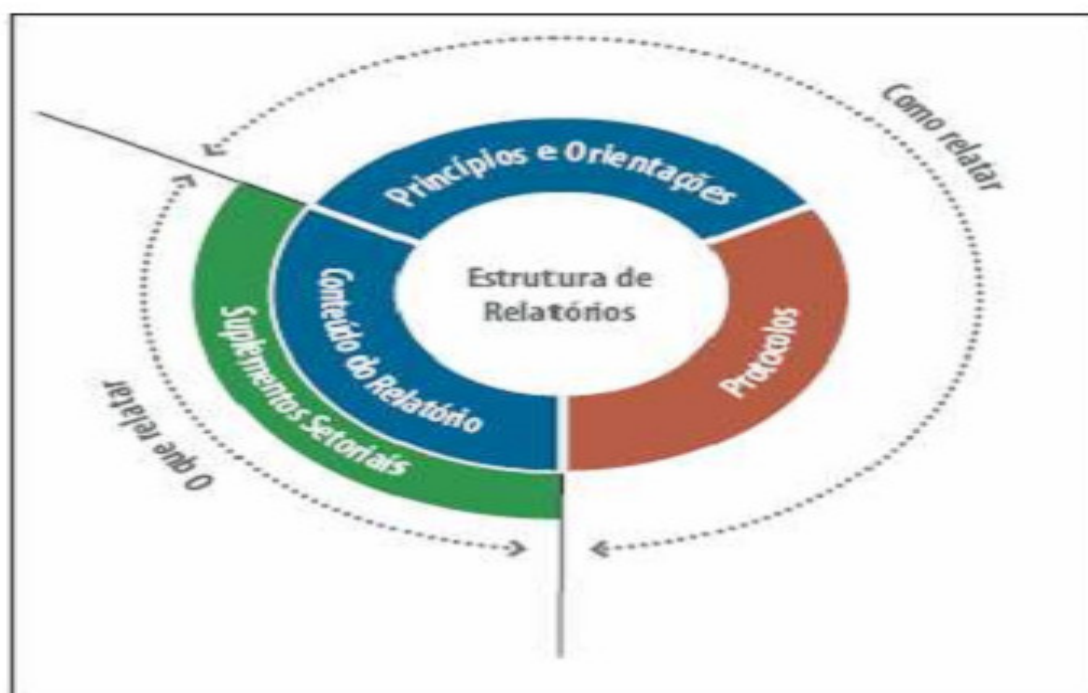 Como relatar
Princípios e Orientações
Estrutura de
Relatórios
Protocolos
Conteúdo do Relatório
Suplementos Setoriais
O que relatar